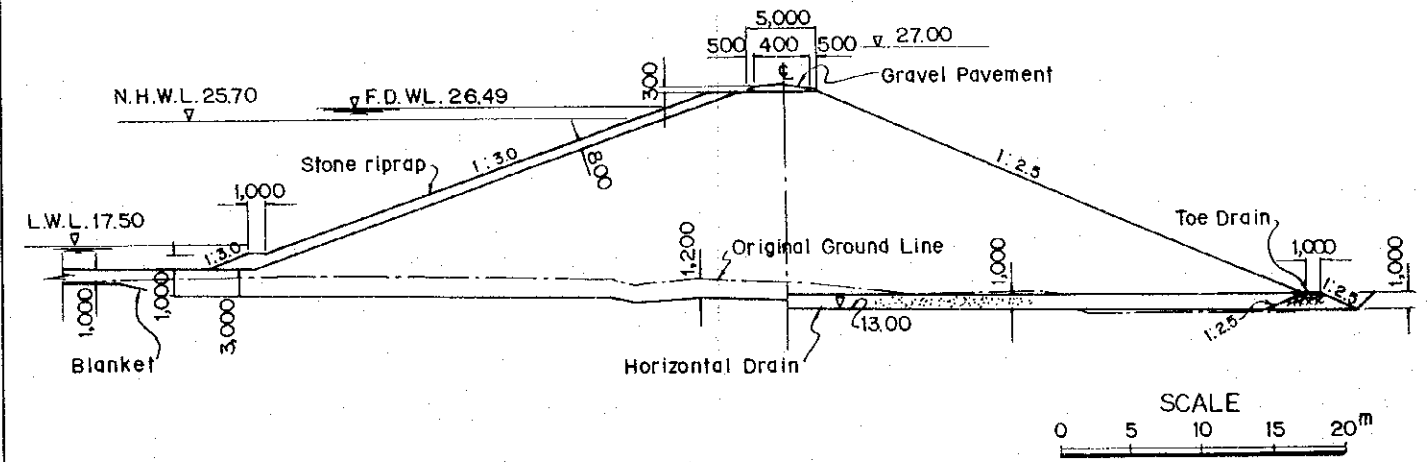 5,000
500 400 500
27.00
℄
Gravel Pavement
300
N.H.W.L. 25.70
F.D.WL. 26.49
1:3.0
800
Stone riprap
1:2.5
1,000
L.W.L. 17.50
1:3.0
Toe Drain
1,000
1,000
Original Ground Line
1,200
1,000
1:2.5
1,000
1,000
3,000
13.00
1:2.5
Blanket
Horizontal Drain
SCALE
0 5 10 15 20m